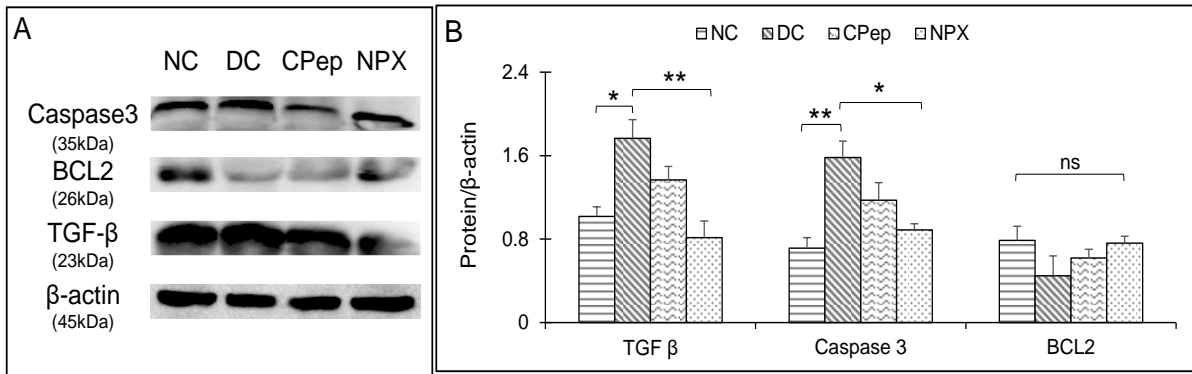 A
NC DC CPep NPX
Caspase3
(35kDa)
BCL2
(26kDa)
TGF-β
(23kDa)
β-actin
(45kDa)
B
NC DC CPep NPX
Protein/β-actin
2.4
1.6
0.8
0
* **
** *
ns
TGF β Caspase 3 BCL2